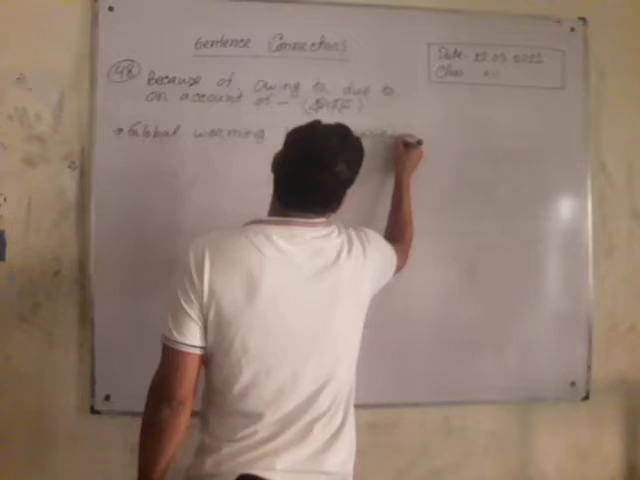 Sentence Connectors
Date:
Class
48 Because of Owing to due to
on account of -
→ Global warming